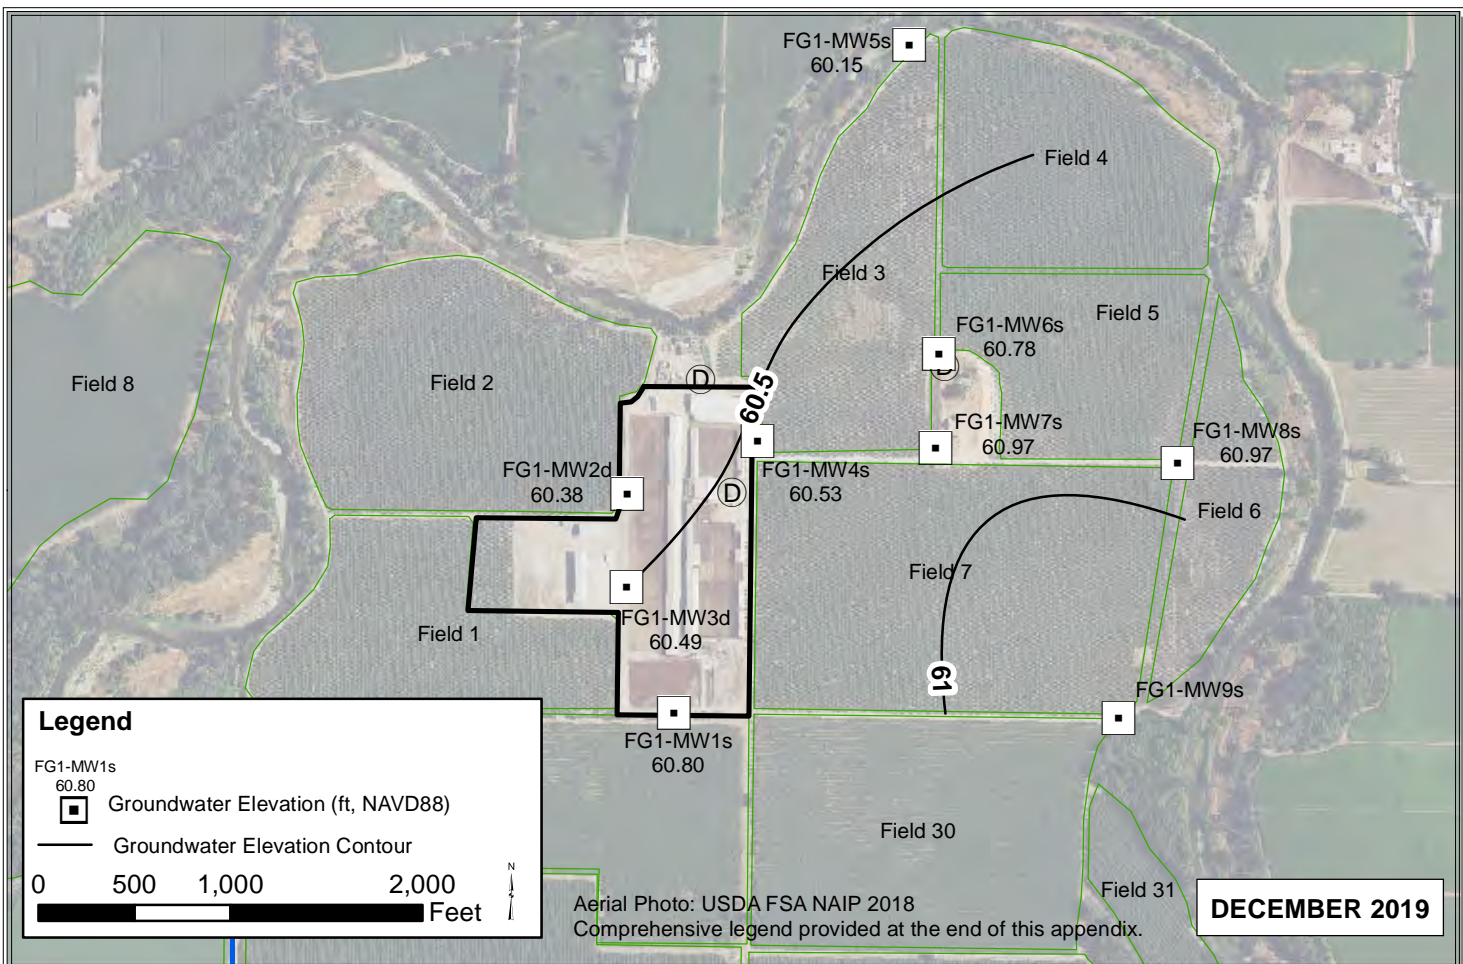 FG1-MW5s
60.15
Field 4
Field 3
Field 5
FG1-MW6s
60.78
D
D
Field 8
Field 2
60.5
FG1-MW7s
60.97
FG1-MW8s
60.97
FG1-MW2d
60.38
FG1-MW4s
60.53
D
Field 6
Field 7
FG1-MW3d
60.49
Field 1
61
FG1-MW9s
FG1-MW1s
60.80
Field 30
Field 31
Legend
FG1-MW1s
60.80
Groundwater Elevation (ft, NAVD88)
Groundwater Elevation Contour
0 500 1,000 2,000
Feet
N
Aerial Photo: USDA FSA NAIP 2018
Comprehensive legend provided at the end of this appendix.
DECEMBER 2019